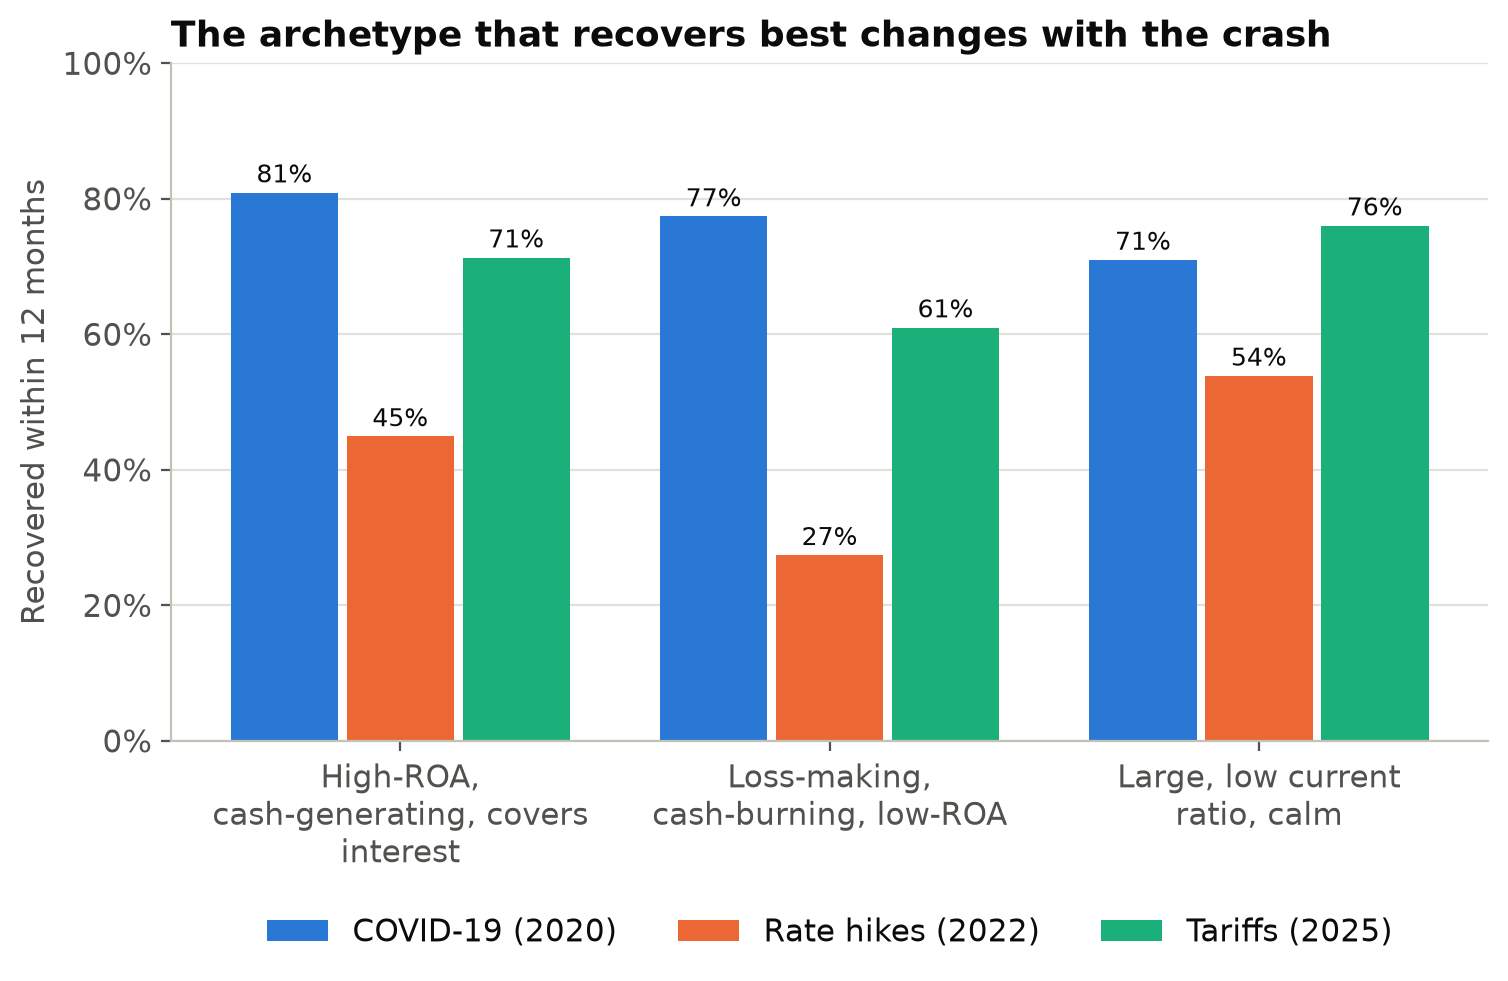 The archetype that recovers best changes with the crash
Recovered within 12 months
100%
80%
60%
40%
20%
0%
81%
45%
71%
77%
27%
61%
71%
54%
76%
High-ROA,
cash-generating, covers
interest
Loss-making,
cash-burning, low-ROA
Large, low current
ratio, calm
COVID-19 (2020)
Rate hikes (2022)
Tariffs (2025)